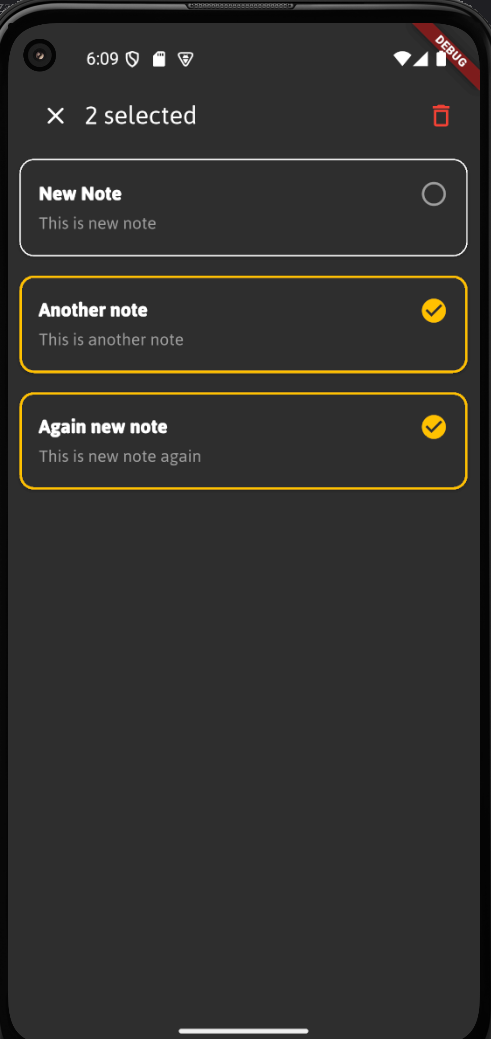 6:09
DEBUG
2 selected
New Note
This is new note
Another note
This is another note
Again new note
This is new note again